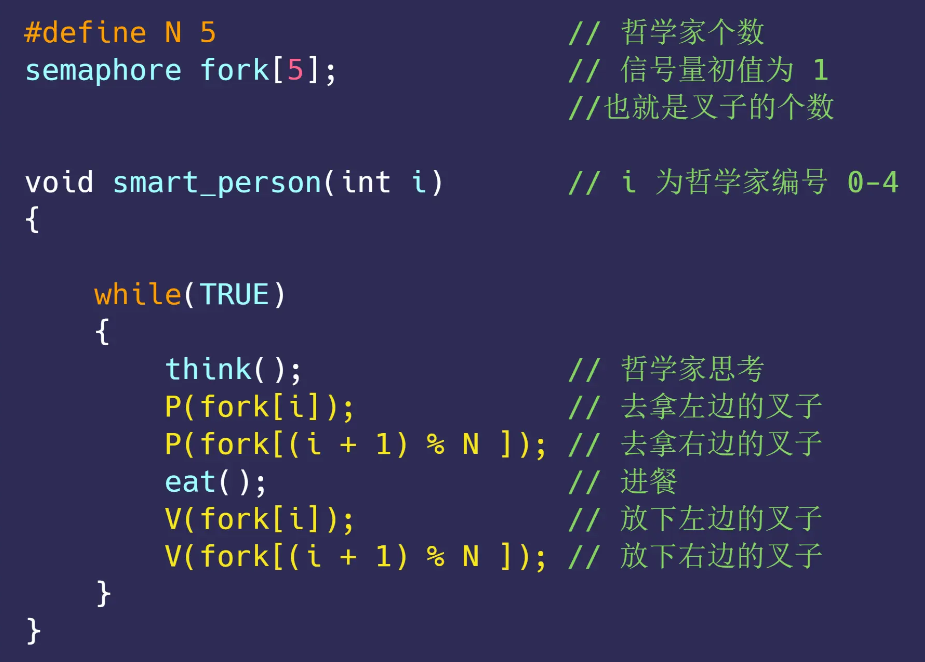 #define N 5 // 哲学家个数
semaphore fork[5]; // 信号量初值为 1
//也就是叉子的个数
void smart_person(int i) // i 为哲学家编号 0-4
{
while(TRUE)
{
think(); // 哲学家思考
P(fork[i]); // 去拿左边的叉子
P(fork[(i + 1) % N ]); // 去拿右边的叉子
eat(); // 进餐
V(fork[i]); // 放下左边的叉子
V(fork[(i + 1) % N ]); // 放下右边的叉子
}
}